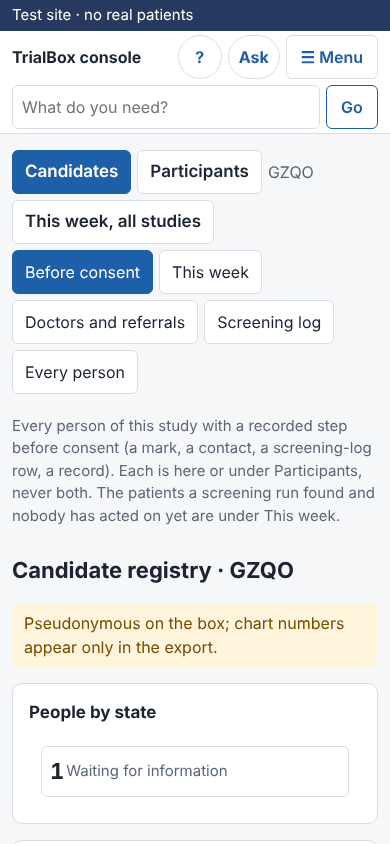 Test site · no real patients
TrialBox console
?
Ask
☰ Menu
What do you need?
Go
Candidates
Participants
GZQO
This week, all studies
Before consent
This week
Doctors and referrals
Screening log
Every person
Every person of this study with a recorded step
before consent (a mark, a contact, a screening-log
row, a record). Each is here or under Participants,
never both. The patients a screening run found and
nobody has acted on yet are under This week.
Candidate registry · GZQO
Pseudonymous on the box; chart numbers
appear only in the export.
People by state
1 Waiting for information